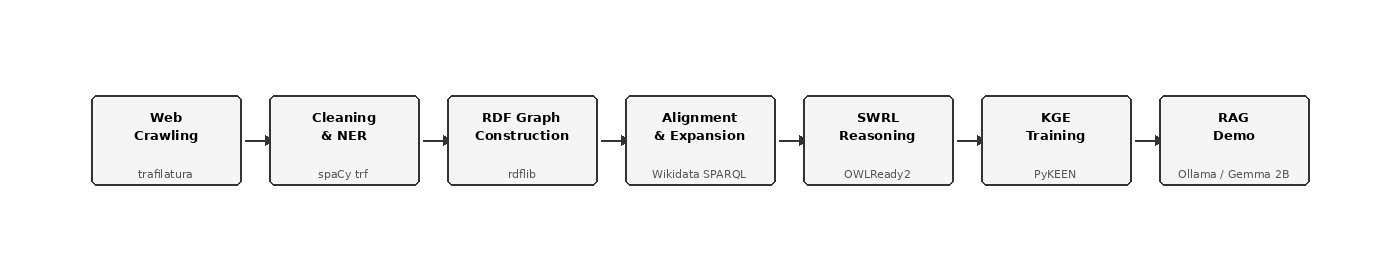 Web
Crawling
trafilatura
Cleaning
& NER
spaCy trf
RDF Graph
Construction
rdflib
Alignment
& Expansion
Wikidata SPARQL
SWRL
Reasoning
OWLReady2
KGE
Training
PyKEEN
RAG
Demo
Ollama / Gemma 2B